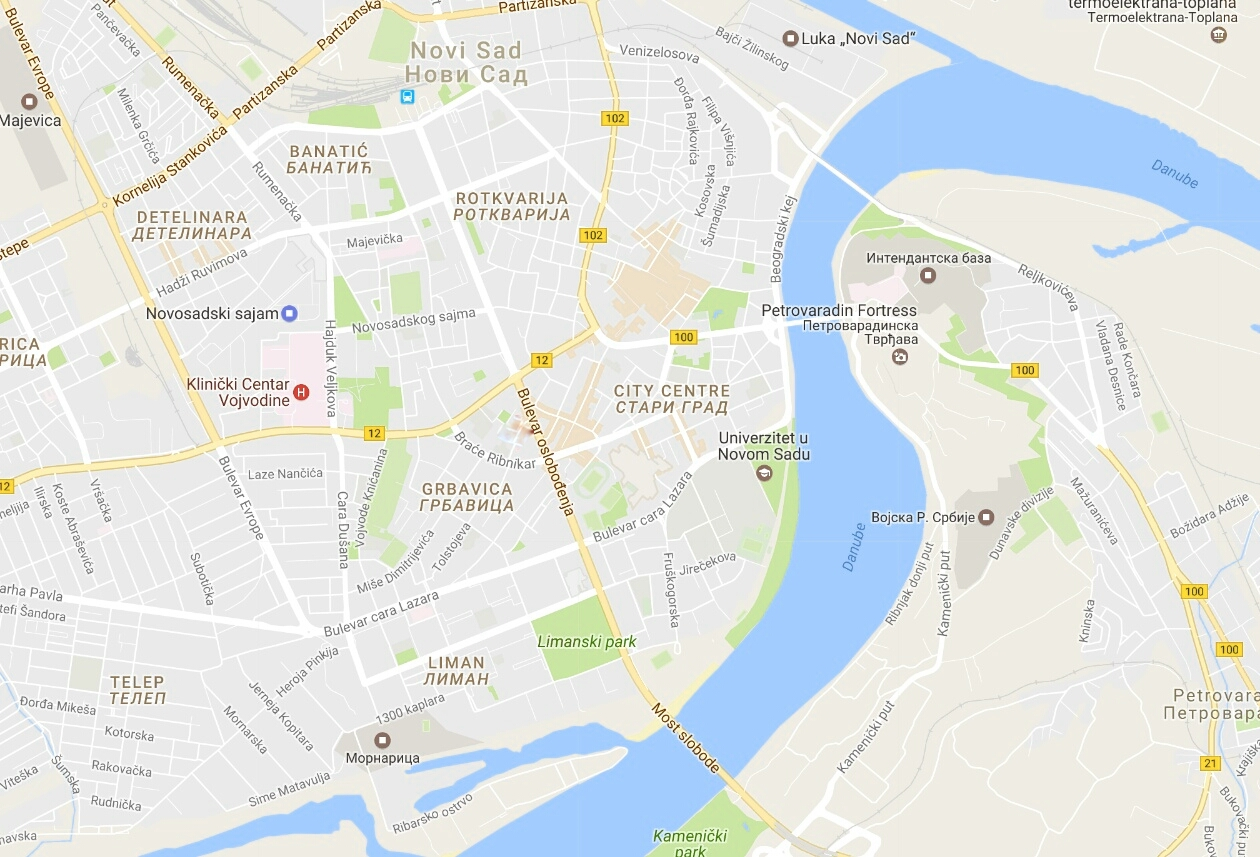 termoelektrana-toplana
Termoelektrana-Toplana
Partizanska
Partizanska
Bulevar Evrope
Pančevačka
Luka „Novi Sad“
Bajči Žilinskog
Venizelosova
Novi Sad
Нови Сад
Rumenačka
Partizanska
Milenka Grčića
Majevica
102
Đorđa Rajkovića
Filipa Višnjića
Kornelija Stankovića
BANATIĆ
БАНАТИЋ
Rumenačka
Danube
ROTKVARIJA
РОТКВАРИЈА
Kosovska
Šumadijska
DETELINARA
ДЕТЕЛИНАРА
Majevička
102
Beogradski kej
Интендантска база
Hadži Ruvimova
Reljkovićeva
Novosadski sajam
Novosadskog sajma
Petrovaradin Fortress
Петроварадинска
Тврђава
100
Vladana Desnice
Rade Končara
Hajduk Veljkova
12
100
Klinički Centar
Vojvodine
H
CITY CENTRE
СТАРИ ГРАД
Bulevar oslobođenja
12
Braće Ribnikar
Univerzitet u
Novom Sadu
Laze Nančića
12
Bulevar Evrope
Vojvode Knićanina
Cara Dušana
GRBAVICA
ГРБАВИЦА
Vršačka
Koste Abraševića
Ilirska
Bulevar cara Lazara
Војска Р. Србије
Mažuranićeva
Dunavske divizije
Božidara Adžije
Danube
Tolstojeva
Miše Dimitrijevića
Jirečekova
Fruškogorska
Subotička
Ribnjak donji put
Kamenički put
100
Kninska
Bulevar cara Lazara
Limanski park
100
Heroja Pinkija
LIMAN
ЛИМАН
TELEP
ТЕЛЕП
Jerneja Kopitara
Mornarska
1300 kaplara
Đorđa Mikeša
Kotorska
Most slobode
Kamenički put
Морнарица
21
Rakovačka
Šumska
Sime Matavulja
Rudnička
Ribarsko ostrvo
Kamenički
park